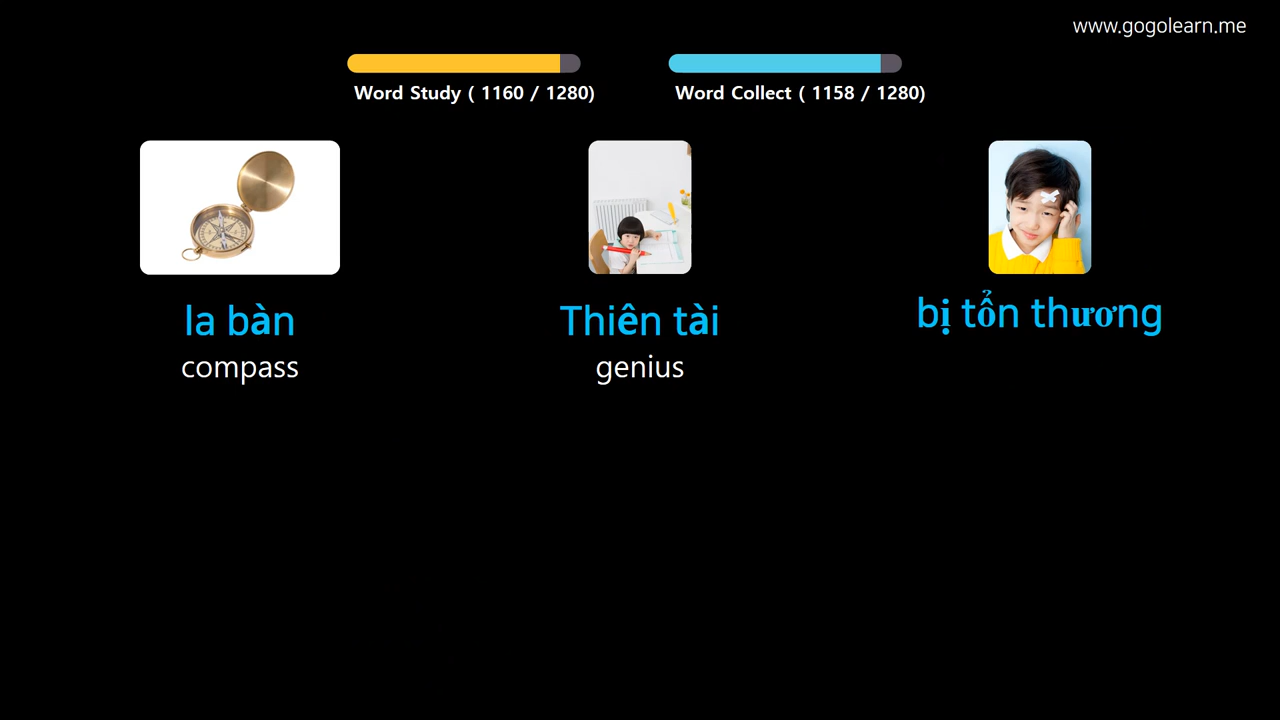 www.gogolearn.me
Word Study ( 1160 / 1280)
Word Collect ( 1158 / 1280)
la bàn
compass
Thiên tài
genius
bị tổn thương